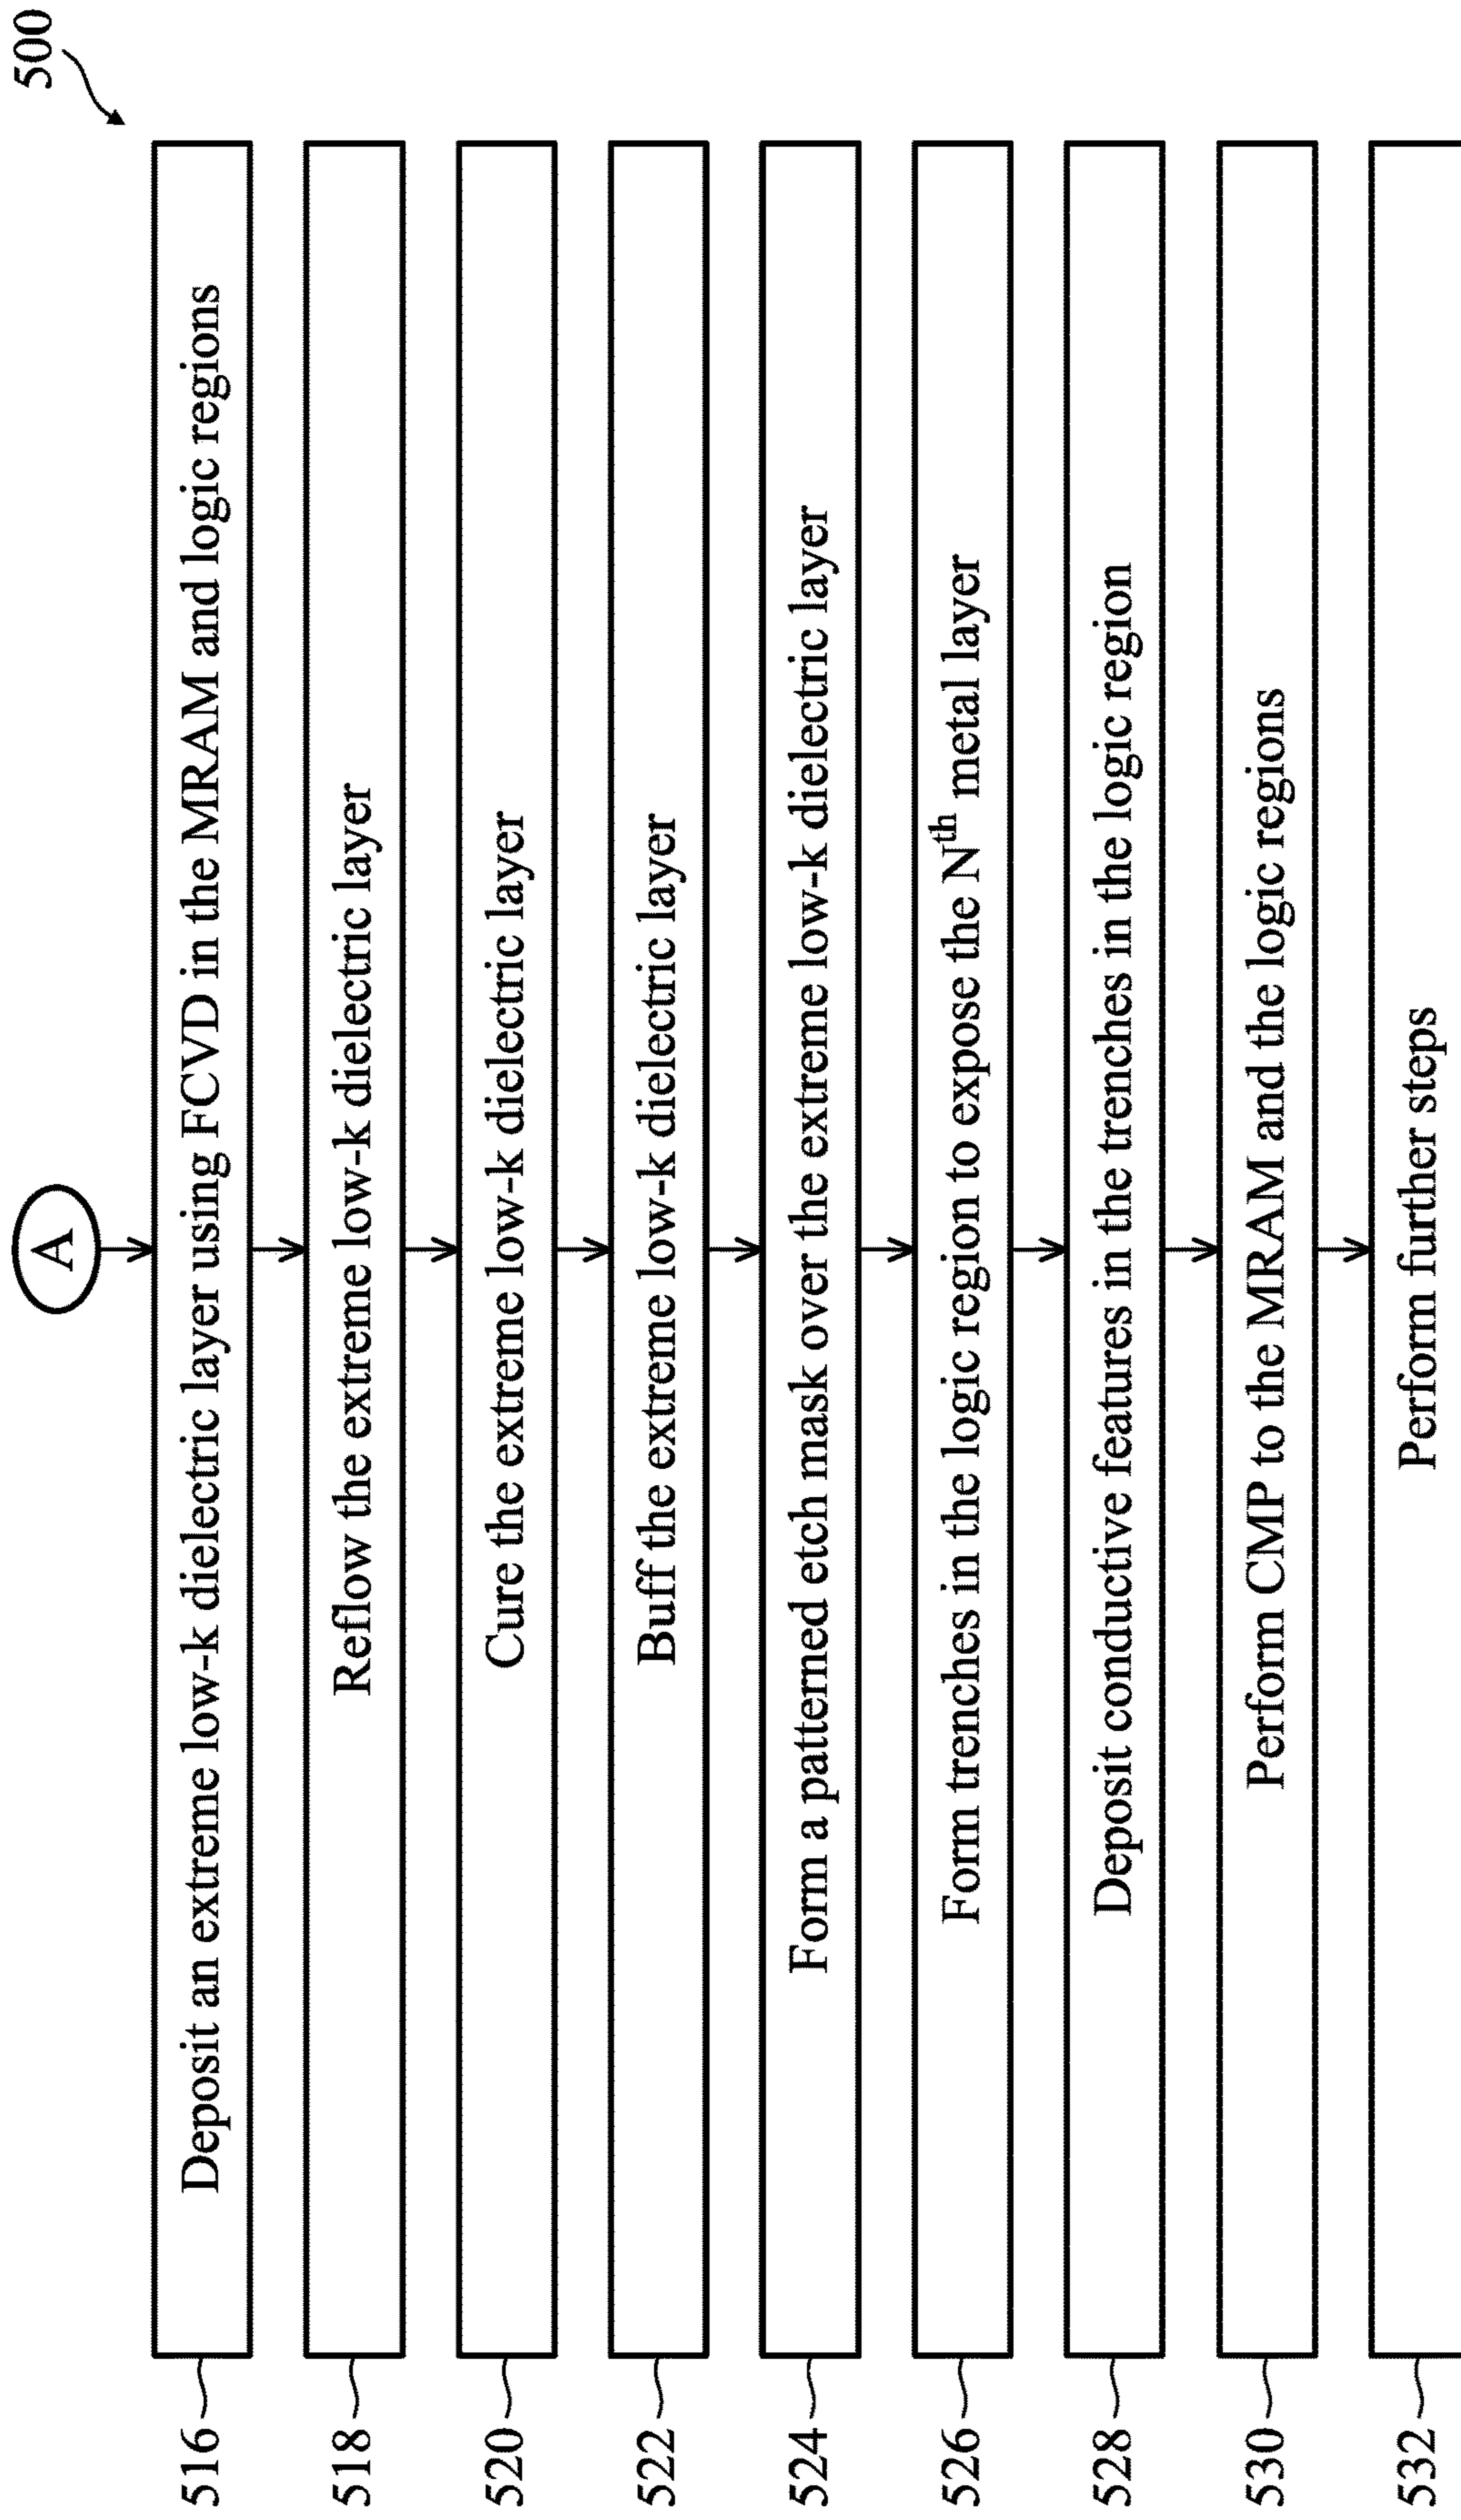 500
A
516 Deposit an extreme low-k dielectric layer using FCVD in the MRAM and logic regions
518 Reflow the extreme low-k dielectric layer
520 Cure the extreme low-k dielectric layer
522 Buff the extreme low-k dielectric layer
524 Form a patterned etch mask over the extreme low-k dielectric layer
526 Form trenches in the logic region to expose the Nth metal layer
528 Deposit conductive features in the trenches in the logic region
530 Perform CMP to the MRAM and the logic regions
532 Perform further steps